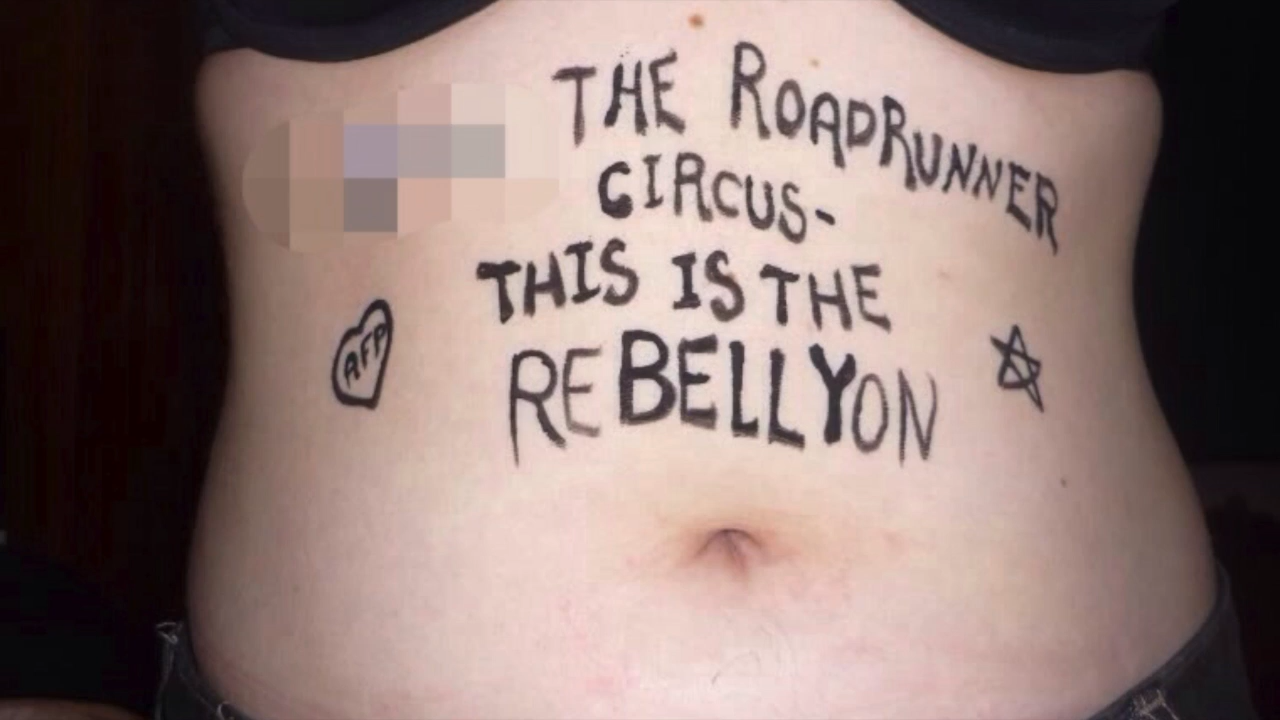 THE ROADRUNNER
CIRCUS-
THIS IS THE
REBELLYON
AFP